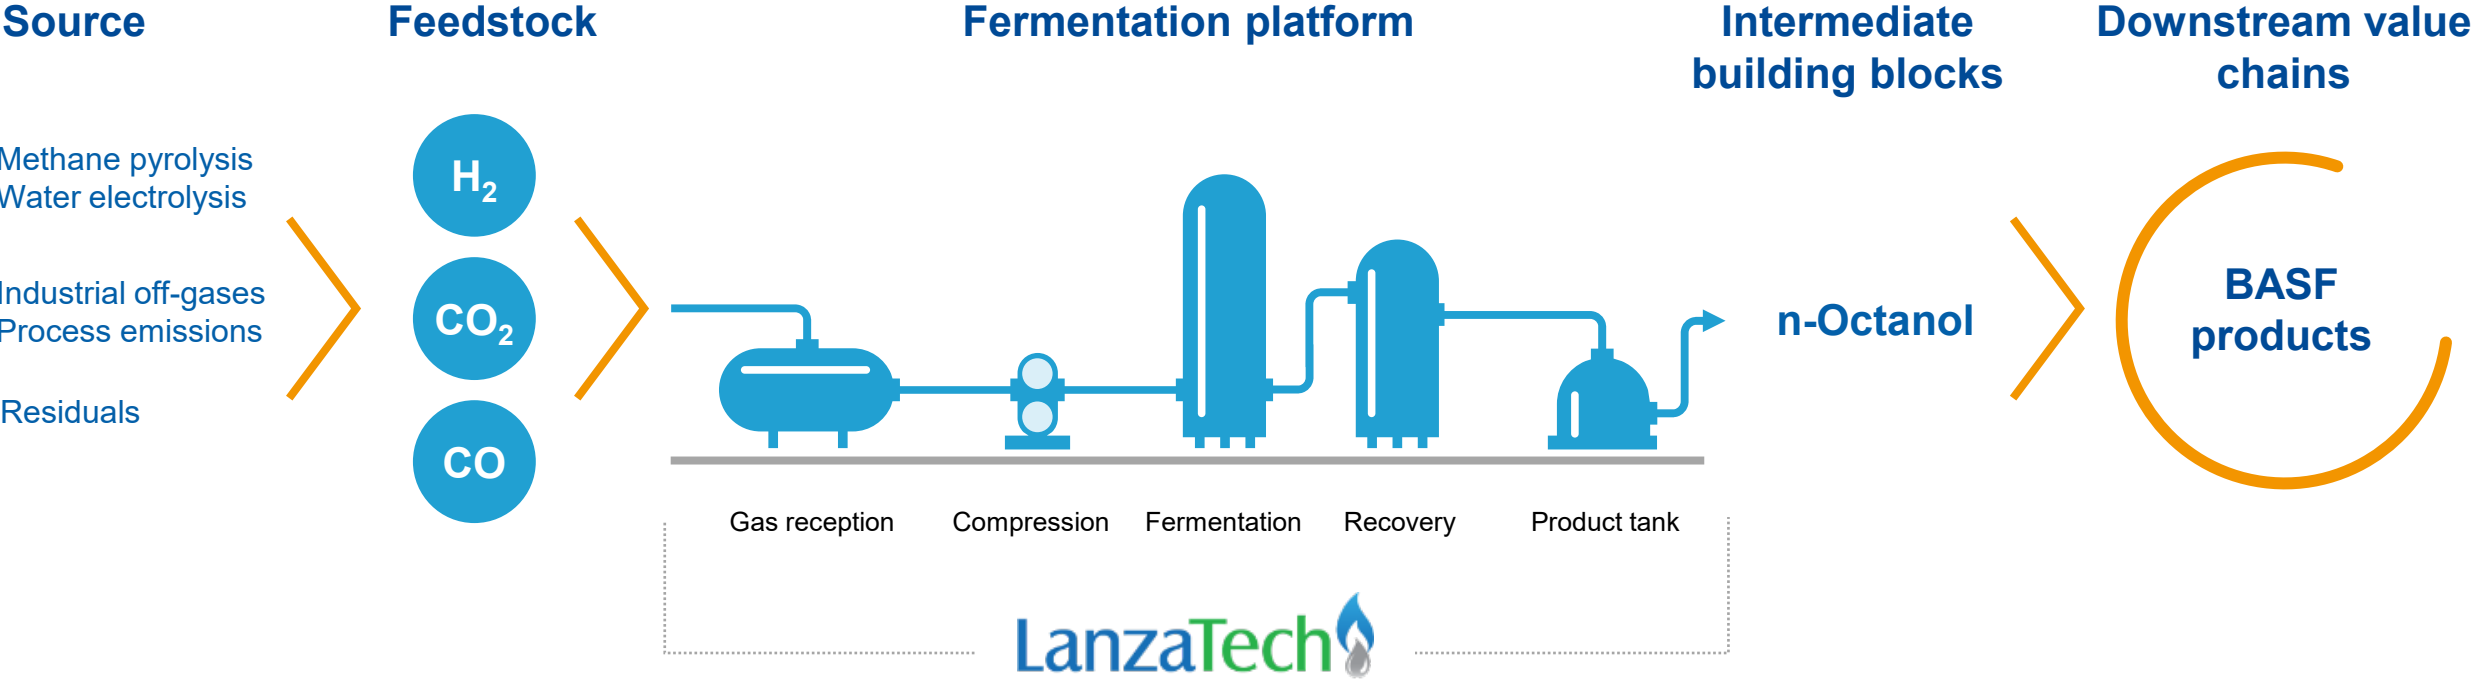 Source
Feedstock
Fermentation platform
Intermediate
building blocks
Downstream value
chains
Methane pyrolysis
Water electrolysis
Industrial off-gases
Process emissions
Residuals
H₂
CO₂
CO
n-Octanol
BASF
products
Gas reception
Compression
Fermentation
Recovery
Product tank
LanzaTech